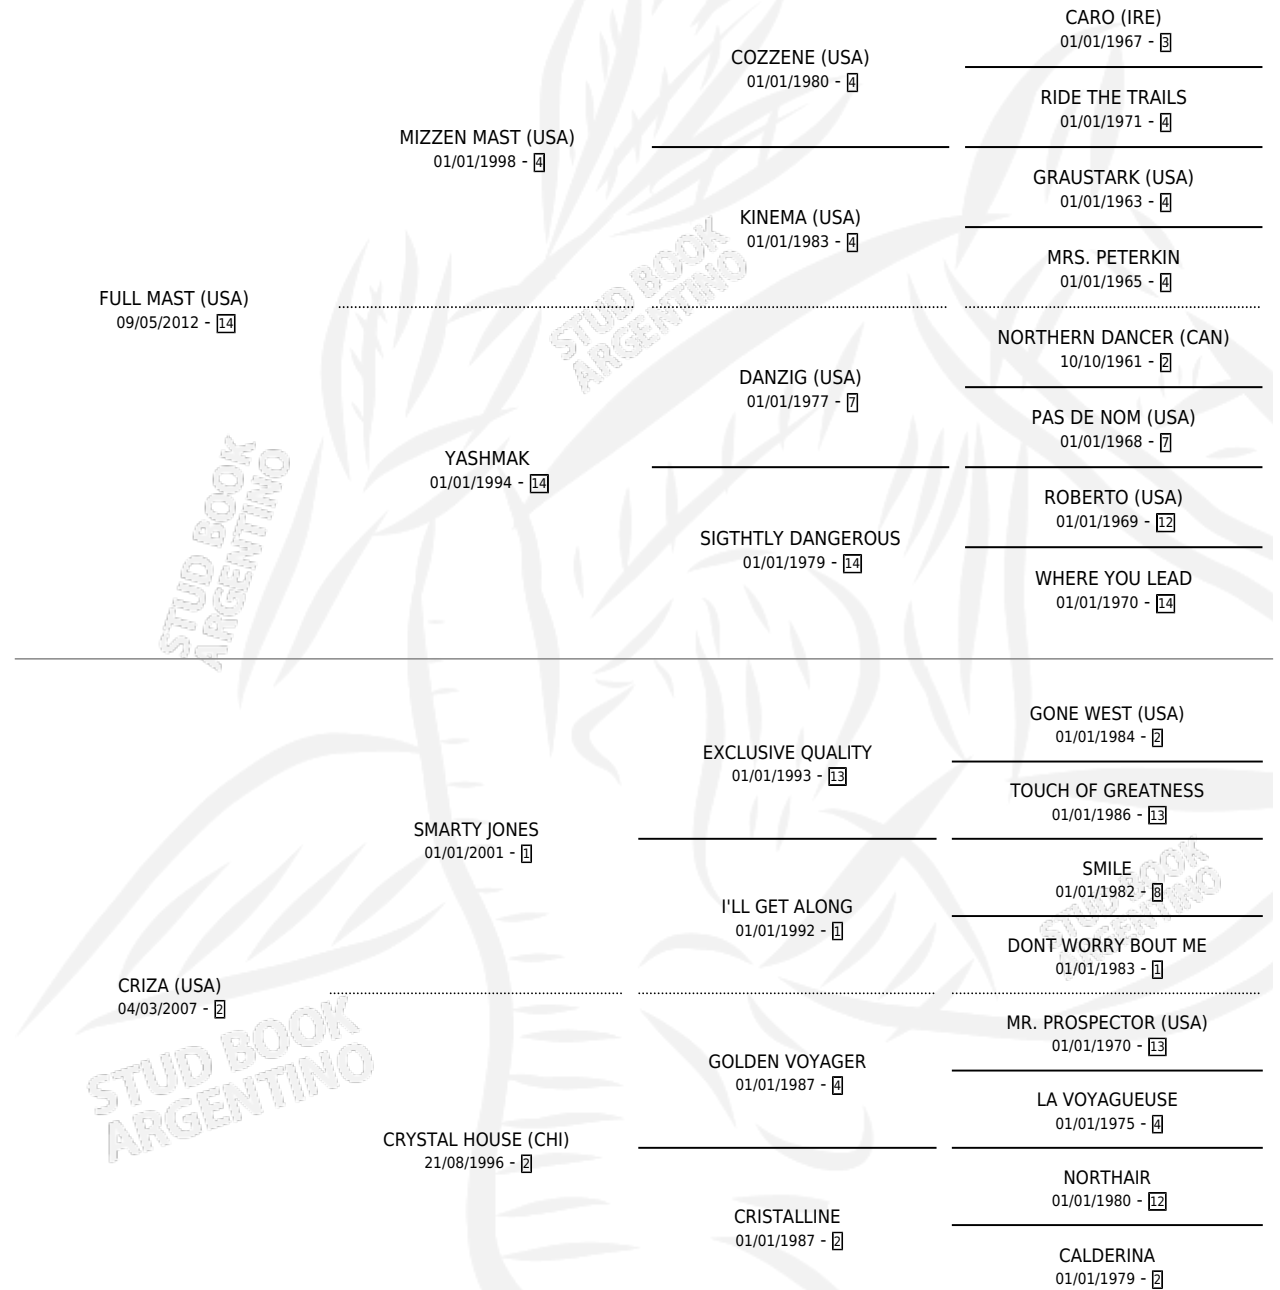 CARO (IRE)
01/01/1967 - 3
COZZENE (USA)
01/01/1980 - 4
RIDE THE TRAILS
01/01/1971 - 4
MIZZEN MAST (USA)
01/01/1998 - 4
GRAUSTARK (USA)
01/01/1963 - 4
KINEMA (USA)
01/01/1983 - 4
MRS. PETERKIN
01/01/1965 - 4
FULL MAST (USA)
09/05/2012 - 14
NORTHERN DANCER (CAN)
10/10/1961 - 2
DANZIG (USA)
01/01/1977 - 7
PAS DE NOM (USA)
01/01/1968 - 7
YASHMAK
01/01/1994 - 14
ROBERTO (USA)
01/01/1969 - 12
SIGTHTLY DANGEROUS
01/01/1979 - 14
WHERE YOU LEAD
01/01/1970 - 14
GONE WEST (USA)
01/01/1984 - 2
EXCLUSIVE QUALITY
01/01/1993 - 13
TOUCH OF GREATNESS
01/01/1986 - 13
SMARTY JONES
01/01/2001 - 1
SMILE
01/01/1982 - 8
I'LL GET ALONG
01/01/1992 - 1
DONT WORRY BOUT ME
01/01/1983 - 1
CRIZA (USA)
04/03/2007 - 2
MR. PROSPECTOR (USA)
01/01/1970 - 13
GOLDEN VOYAGER
01/01/1987 - 4
LA VOYAGUEUSE
01/01/1975 - 4
CRYSTAL HOUSE (CHI)
21/08/1996 - 2
NORTHAIR
01/01/1980 - 12
CRISTALLINE
01/01/1987 - 2
CALDERINA
01/01/1979 - 2
STUD BOOK
ARGENTINO
STUD BOOK
ARGENTINO
STUD BOOK
ARGENTINO
STUD BOOK
ARGENTINO